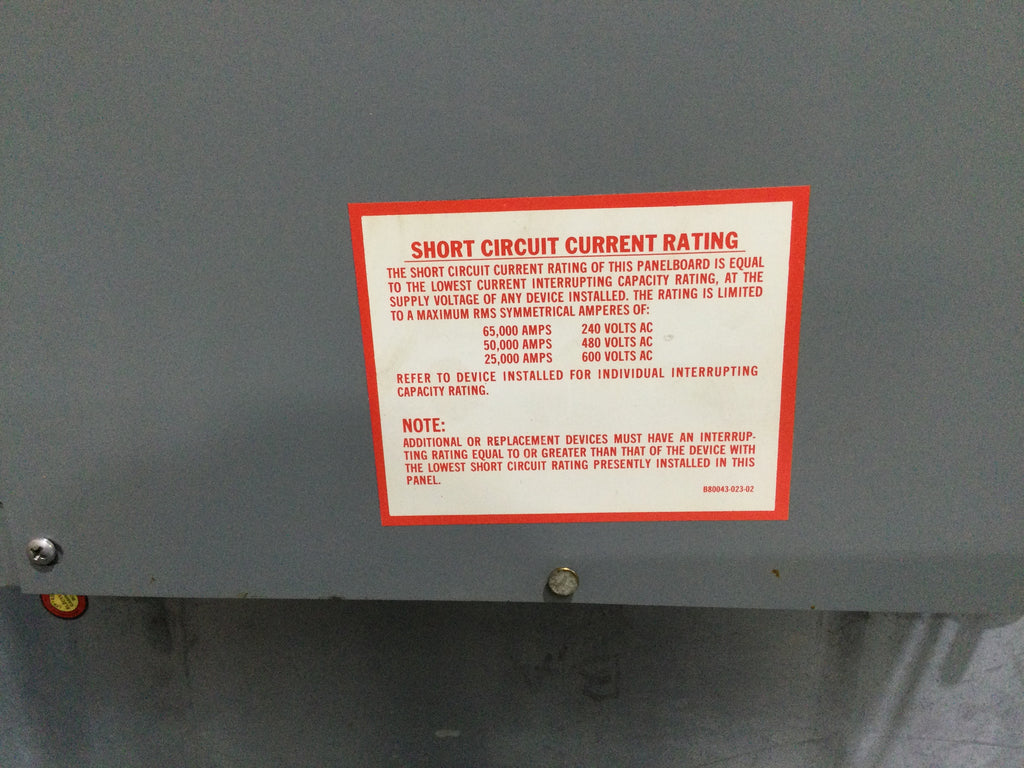 SHORT CIRCUIT CURRENT RATING
THE SHORT CIRCUIT CURRENT RATING OF THIS PANELBOARD IS EQUAL
TO THE LOWEST CURRENT INTERRUPTING CAPACITY RATING, AT THE
SUPPLY VOLTAGE OF ANY DEVICE INSTALLED. THE RATING IS LIMITED
TO A MAXIMUM RMS SYMMETRICAL AMPERES OF:
65,000 AMPS 240 VOLTS AC
50,000 AMPS 480 VOLTS AC
25,000 AMPS 600 VOLTS AC
REFER TO DEVICE INSTALLED FOR INDIVIDUAL INTERRUPTING
CAPACITY RATING.
NOTE:
ADDITIONAL OR REPLACEMENT DEVICES MUST HAVE AN INTERRUP-
TING RATING EQUAL TO OR GREATER THAN THAT OF THE DEVICE WITH
THE LOWEST SHORT CIRCUIT RATING PRESENTLY INSTALLED IN THIS
PANEL.
B80043-023-02